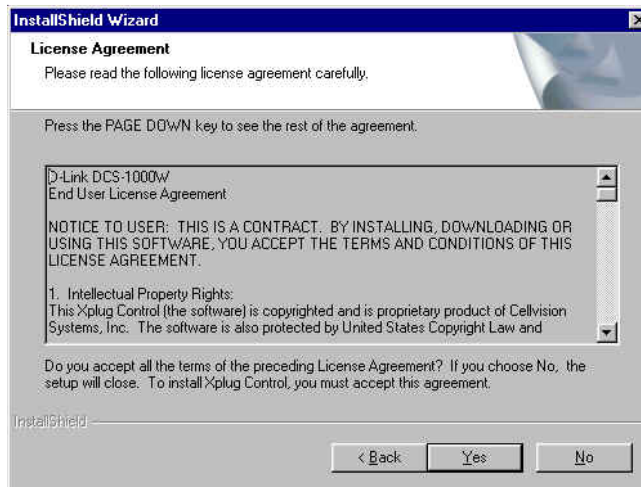 InstallShield Wizard
License Agreement
Please read the following license agreement carefully.
Press the PAGE DOWN key to see the rest of the agreement.
D-Link DCS-1000W
End User License Agreement
NOTICE TO USER: THIS IS A CONTRACT. BY INSTALLING, DOWNLOADING OR
USING THIS SOFTWARE, YOU ACCEPT THE TERMS AND CONDITIONS OF THIS
LICENSE AGREEMENT.
1. Intellectual Property Rights:
This Xplug Control (the software) is copyrighted and is proprietary product of Cellvision
Systems, Inc. The software is also protected by United States Copyright Law and
Do you accept all the terms of the preceding License Agreement? If you choose No, the
setup will close. To install Xplug Control, you must accept this agreement.
InstallShield
< Back Yes No